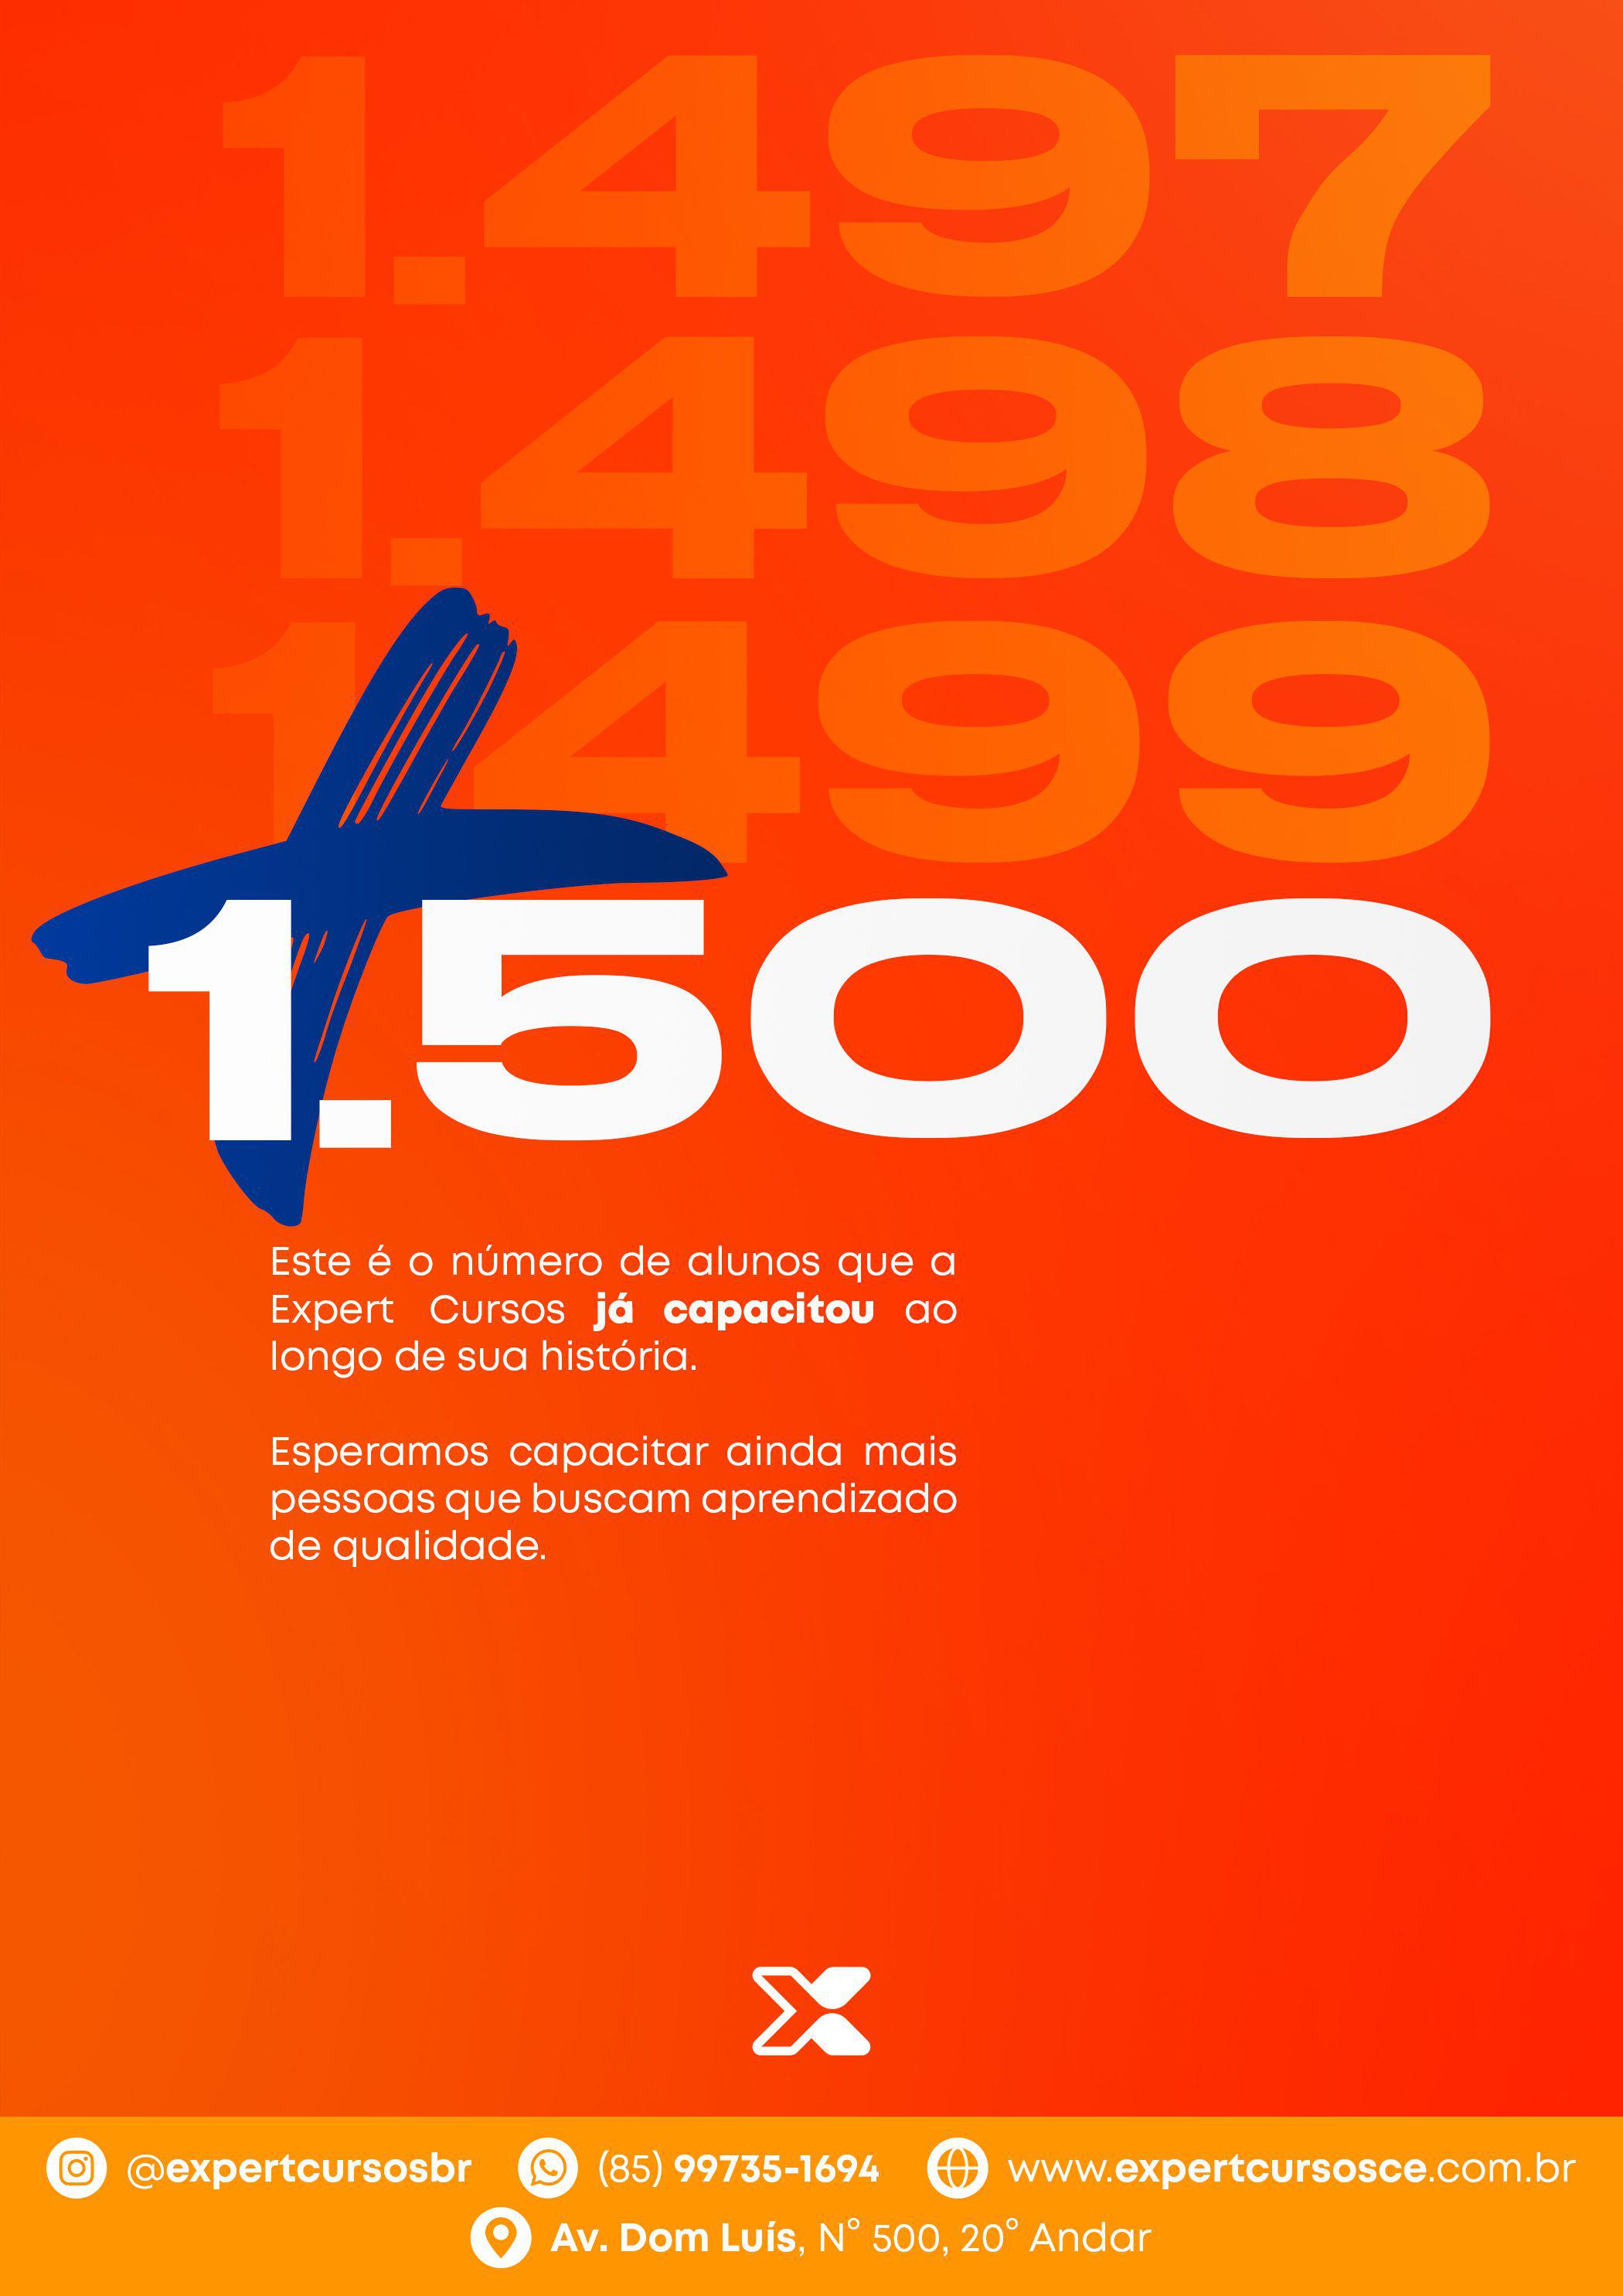 1.497
1.498
1.499
1.500
Este é o número de alunos que a
Expert Cursos já capacitou ao
longo de sua história.
Esperamos capacitar ainda mais
pessoas que buscam aprendizado
de qualidade.
@expertcursosbr (85) 99735-1694 www.expertcursosce.com.br
Av. Dom Luís, N° 500, 20° Andar